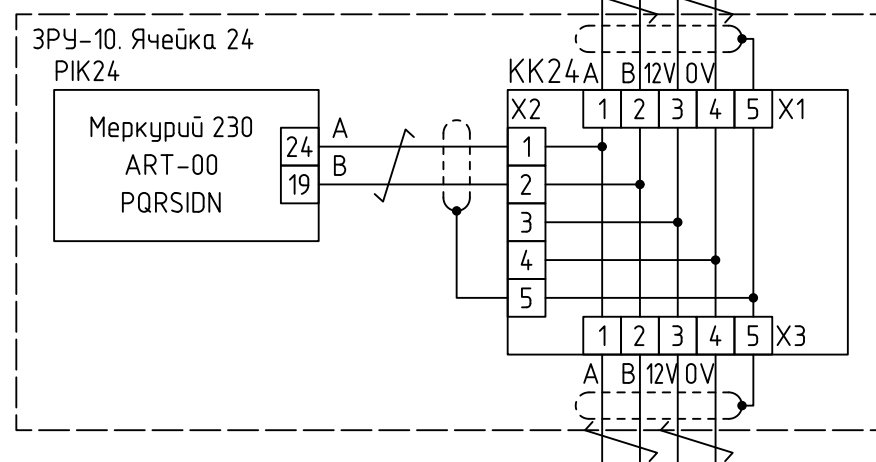 ЗРУ-10. Ячейка 24
PIK24
Меркурий 230
ART-00
PQRSIDN
24 A
19 B
KK24 A B 12V 0V
X2 1 2 3 4 5 X1
1
2
3
4
5
1 2 3 4 5 X3
A B 12V 0V